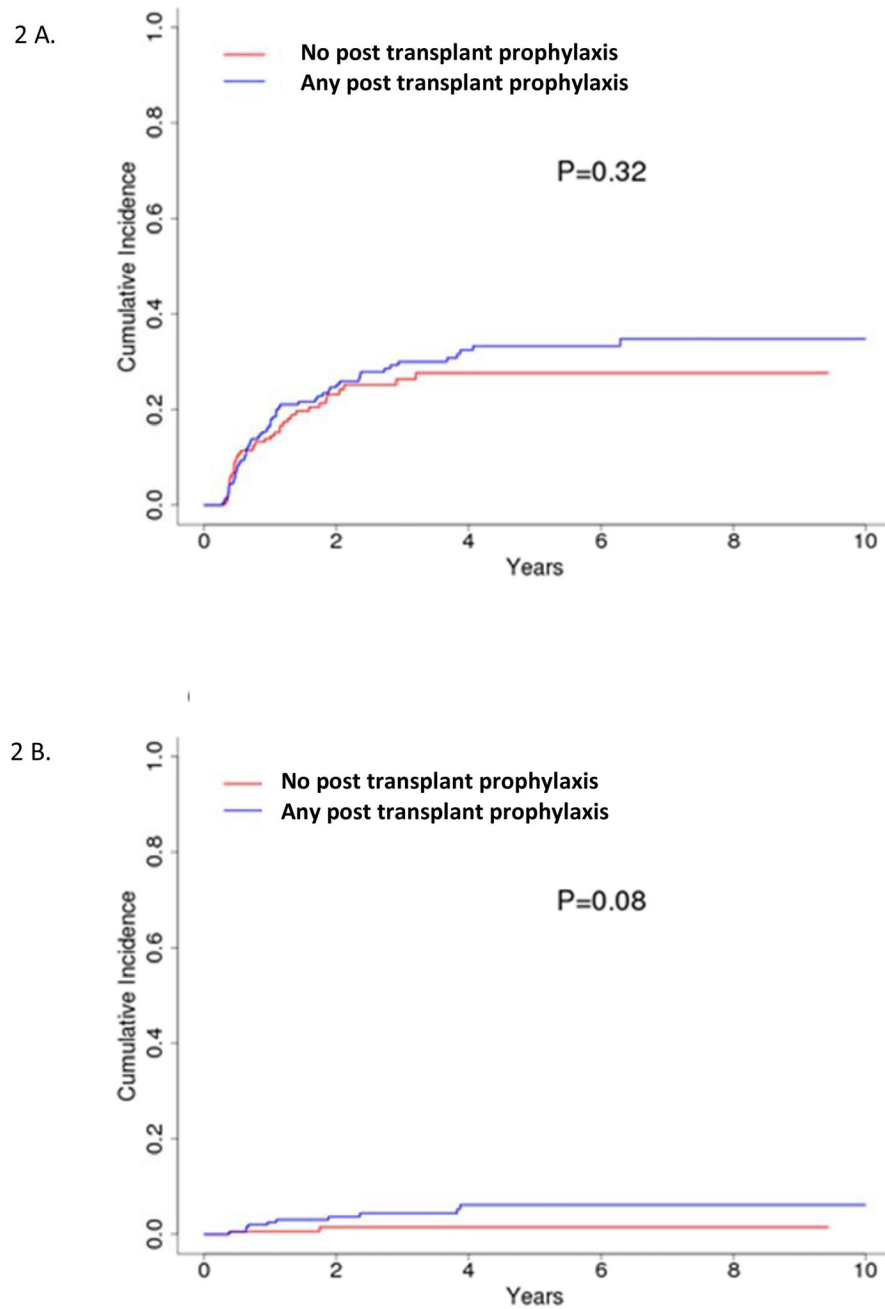 2 A.
No post transplant prophylaxis
Any post transplant prophylaxis
P=0.32
Cumulative Incidence
1.0
0.8
0.6
0.4
0.2
0.0
0 2 4 6 8 10
Years
2 B.
No post transplant prophylaxis
Any post transplant prophylaxis
P=0.08
Cumulative Incidence
1.0
0.8
0.6
0.4
0.2
0.0
0 2 4 6 8 10
Years